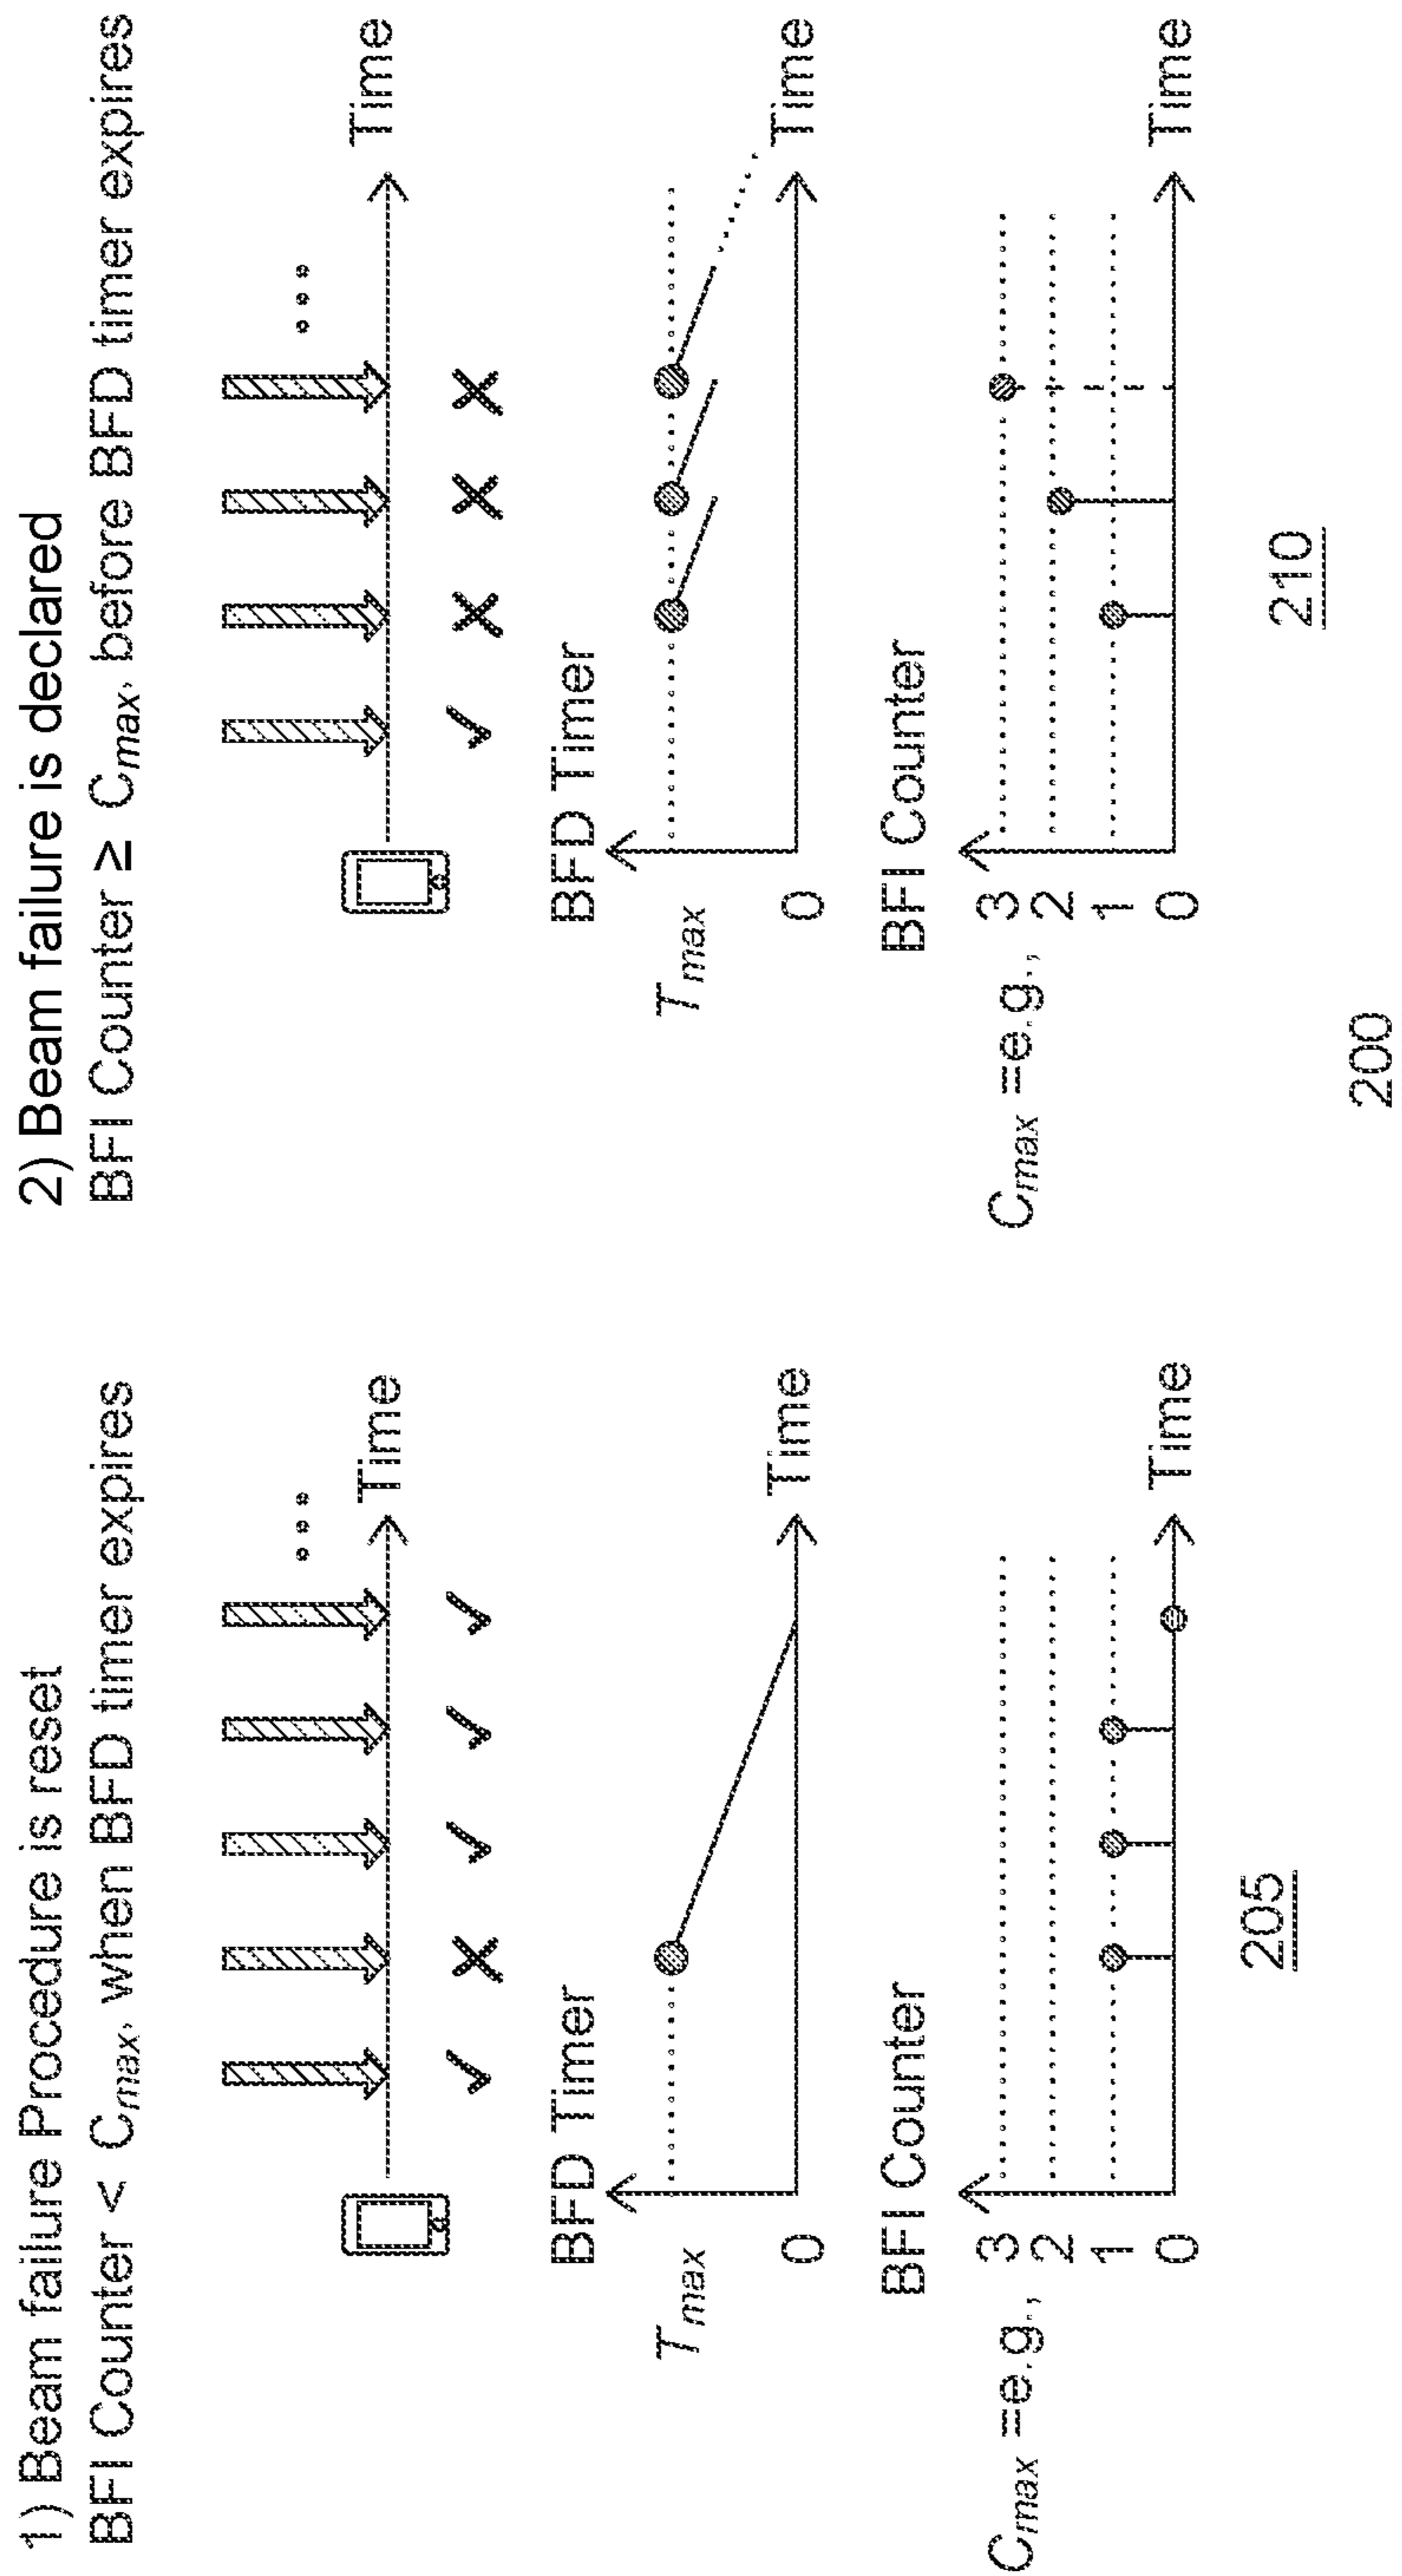 1) Beam failure Procedure is reset
BFI Counter < Cmax, when BFD timer expires
Time
BFD Timer
Tmax
0
Time
BFI Counter
Cmax =e.g., 3
2
1
0
Time
205
2) Beam failure is declared
BFI Counter ≥ Cmax, before BFD timer expires
Time
BFD Timer
Tmax
0
Time
BFI Counter
Cmax =e.g., 3
2
1
0
Time
210
200